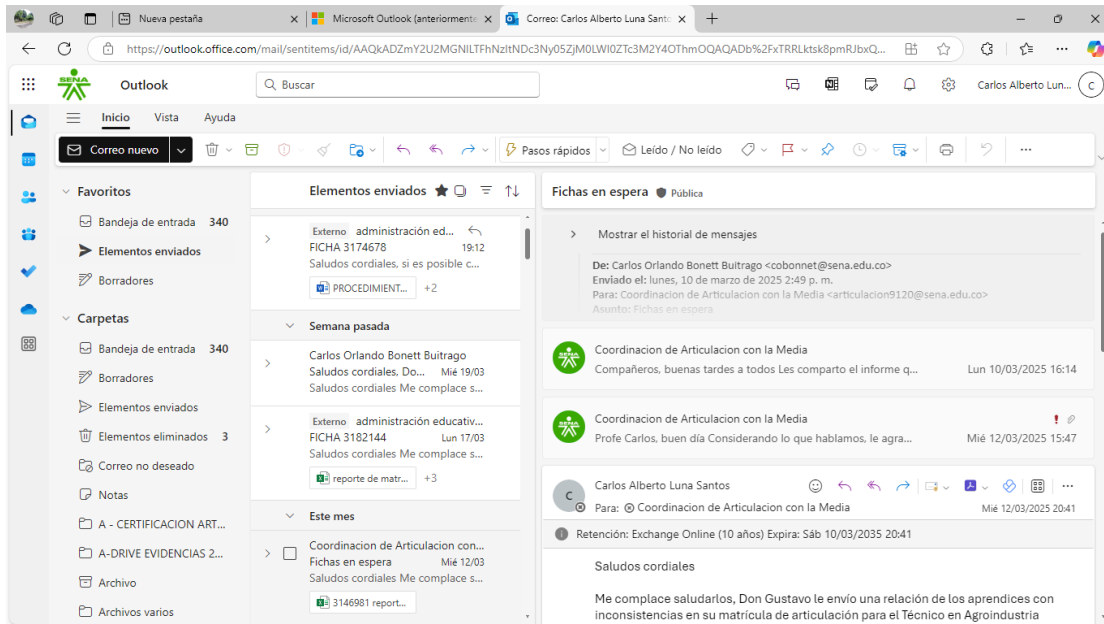 Nueva pestaña
Microsoft Outlook (anteriormente
Correo: Carlos Alberto Luna Santo
https://outlook.office.com/mail/sentitems/id/AAQkADZmY2U2MGNlLTFhNzItNDc3Ny05ZjM0LWI0ZTc3M2Y4OThmOQAQADb%2FxTRRLktsk8pmRJbxQ...
SENA
Outlook
Buscar
Carlos Alberto Lun...
C
Inicio Vista Ayuda
Correo nuevo
Pasos rápidos
Leído / No leído
Favoritos
Bandeja de entrada 340
Elementos enviados
Borradores
Carpetas
Bandeja de entrada 340
Borradores
Elementos enviados
Elementos eliminados 3
Correo no deseado
Notas
A - CERTIFICACION ART...
A-DRIVE EVIDENCIAS 2...
Archivo
Archivos varios
Elementos enviados
Externo administración ed...
FICHA 3174678 19:12
Saludos cordiales, si es posible c...
PROCEDIMIENT... +2
Semana pasada
Carlos Orlando Bonett Buitrago
Saludos cordiales, Do... Mié 19/03
Saludos cordiales Me complace s...
Externo administración educativ...
FICHA 3182144 Lun 17/03
Saludos cordiales Me complace s...
reporte de matr... +3
Este mes
Coordinacion de Articulacion con...
Fichas en espera Mié 12/03
Saludos cordiales Me complace s...
3146981 report...
Fichas en espera Pública
Mostrar el historial de mensajes
De: Carlos Orlando Bonett Buitrago <cobonnet@sena.edu.co>
Enviado el: lunes, 10 de marzo de 2025 2:49 p. m.
Para: Coordinacion de Articulacion con la Media <articulacion9120@sena.edu.co>
Asunto: Fichas en espera
SENA
Coordinacion de Articulacion con la Media
Compañeros, buenas tardes a todos Les comparto el informe q... Lun 10/03/2025 16:14
SENA
Coordinacion de Articulacion con la Media
Profe Carlos, buen día Considerando lo que hablamos, le agra... Mié 12/03/2025 15:47
C
Carlos Alberto Luna Santos
Para: Coordinacion de Articulacion con la Media Mié 12/03/2025 20:41
Retención: Exchange Online (10 años) Expira: Sáb 10/03/2035 20:41
Saludos cordiales
Me complace saludarlos, Don Gustavo le envío una relación de los aprendices con
inconsistencias en su matrícula de articulación para el Técnico en Agroindustria